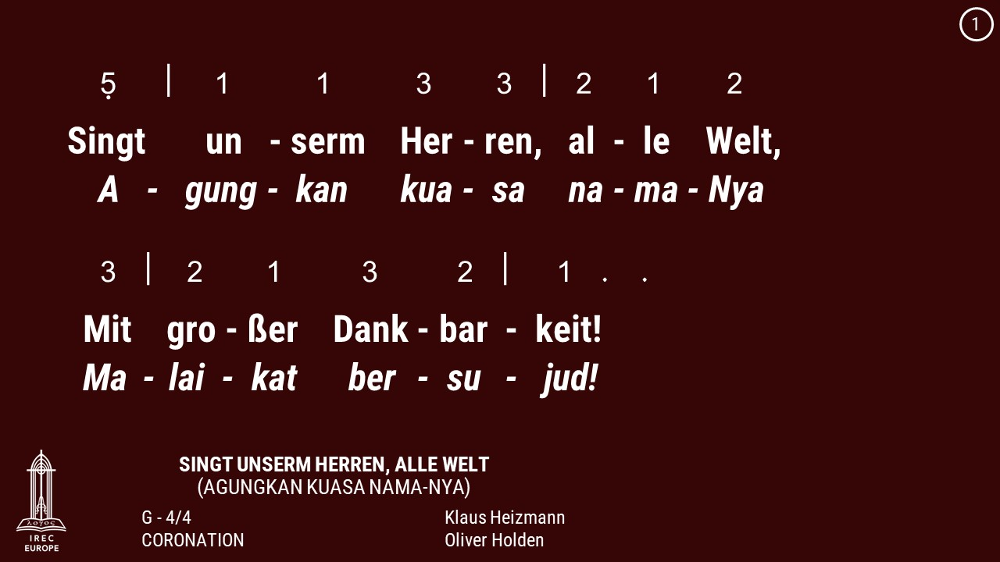 1
5̣ | 1 1 3 3 | 2 1 2
Singt un - serm Her - ren, al - le Welt,
A - gung - kan kua - sa na - ma - Nya
3 | 2 1 3 2 | 1 . .
Mit gro - ßer Dank - bar - keit!
Ma - lai - kat ber - su - jud!
SINGT UNSERM HERREN, ALLE WELT
(AGUNGKAN KUASA NAMA-NYA)
G - 4/4 Klaus Heizmann
CORONATION Oliver Holden
λογος
IREC
EUROPE